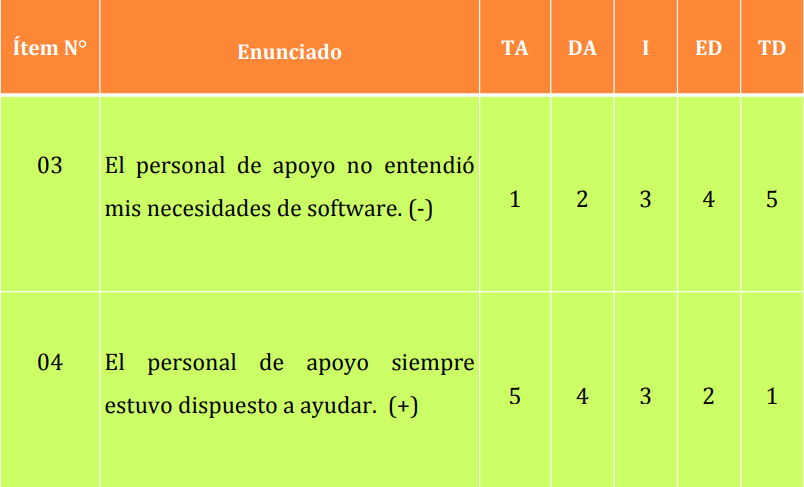 Ítem N° Enunciado TA DA I ED TD
03 El personal de apoyo no entendió
mis necesidades de software. (-)
1 2 3 4 5
04 El personal de apoyo siempre
estuvo dispuesto a ayudar. (+)
5 4 3 2 1